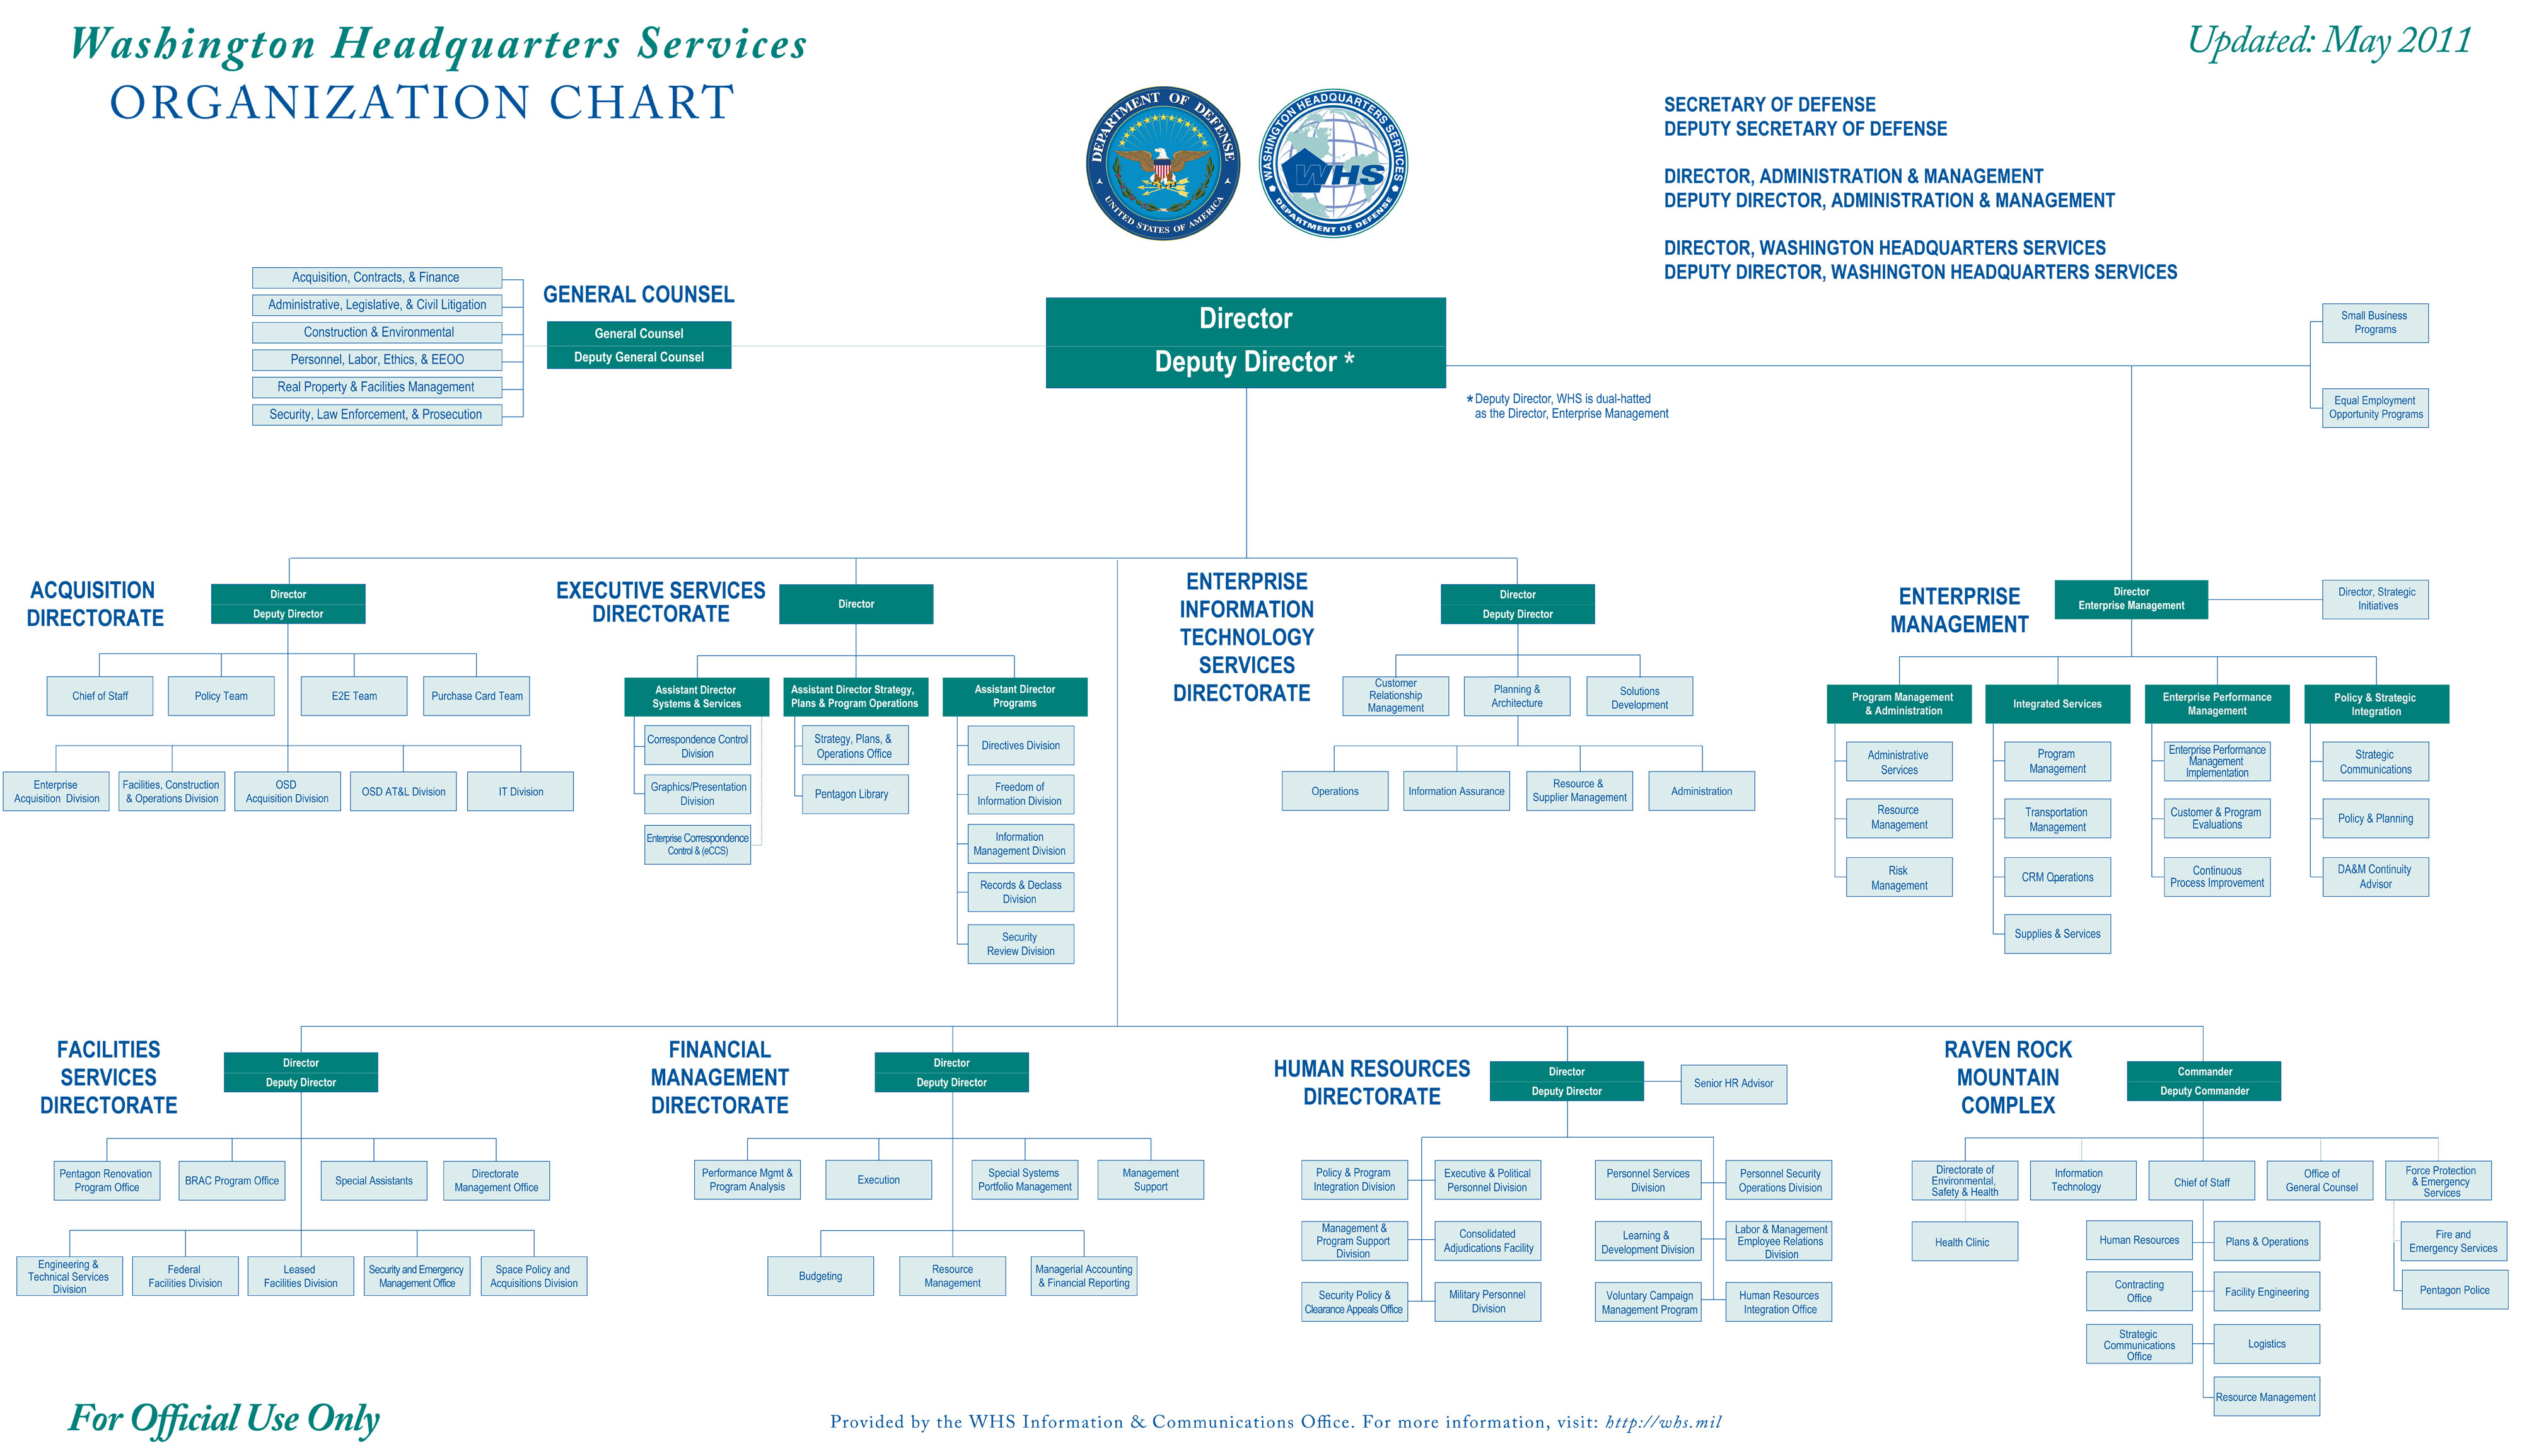 Washington Headquarters Services
ORGANIZATION CHART
Updated: May 2011
DEPARTMENT OF DEFENSE
UNITED STATES OF AMERICA
WASHINGTON HEADQUARTERS SERVICES
WHS
DEPARTMENT OF DEFENSE
SECRETARY OF DEFENSE
DEPUTY SECRETARY OF DEFENSE
DIRECTOR, ADMINISTRATION & MANAGEMENT
DEPUTY DIRECTOR, ADMINISTRATION & MANAGEMENT
DIRECTOR, WASHINGTON HEADQUARTERS SERVICES
DEPUTY DIRECTOR, WASHINGTON HEADQUARTERS SERVICES
Acquisition, Contracts, & Finance
Administrative, Legislative, & Civil Litigation
Construction & Environmental
Personnel, Labor, Ethics, & EEOO
Real Property & Facilities Management
Security, Law Enforcement, & Prosecution
GENERAL COUNSEL
General Counsel
Deputy General Counsel
Director
Deputy Director *
* Deputy Director, WHS is dual-hatted
as the Director, Enterprise Management
Small Business
Programs
Equal Employment
Opportunity Programs
ACQUISITION
DIRECTORATE
Director
Deputy Director
Chief of Staff
Policy Team
E2E Team
Purchase Card Team
Enterprise
Acquisition Division
Facilities, Construction
& Operations Division
OSD
Acquisition Division
OSD AT&L Division
IT Division
EXECUTIVE SERVICES
DIRECTORATE
Director
Assistant Director
Systems & Services
Correspondence Control
Division
Graphics/Presentation
Division
Enterprise Correspondence
Control & (eCCS)
Assistant Director Strategy,
Plans & Program Operations
Strategy, Plans, &
Operations Office
Pentagon Library
Assistant Director
Programs
Directives Division
Freedom of
Information Division
Information
Management Division
Records & Declass
Division
Security
Review Division
ENTERPRISE
INFORMATION
TECHNOLOGY
SERVICES
DIRECTORATE
Director
Deputy Director
Customer
Relationship
Management
Planning &
Architecture
Solutions
Development
Operations
Information Assurance
Resource &
Supplier Management
Administration
ENTERPRISE
MANAGEMENT
Director
Enterprise Management
Director, Strategic
Initiatives
Program Management
& Administration
Administrative
Services
Resource
Management
Risk
Management
Integrated Services
Program
Management
Transportation
Management
CRM Operations
Supplies & Services
Enterprise Performance
Management
Enterprise Performance
Management
Implementation
Customer & Program
Evaluations
Continuous
Process Improvement
Policy & Strategic
Integration
Strategic
Communications
Policy & Planning
DA&M Continuity
Advisor
FACILITIES
SERVICES
DIRECTORATE
Director
Deputy Director
Pentagon Renovation
Program Office
BRAC Program Office
Special Assistants
Directorate
Management Office
Engineering &
Technical Services
Division
Federal
Facilities Division
Leased
Facilities Division
Security and Emergency
Management Office
Space Policy and
Acquisitions Division
FINANCIAL
MANAGEMENT
DIRECTORATE
Director
Deputy Director
Performance Mgmt &
Program Analysis
Execution
Special Systems
Portfolio Management
Management
Support
Budgeting
Resource
Management
Managerial Accounting
& Financial Reporting
HUMAN RESOURCES
DIRECTORATE
Director
Deputy Director
Senior HR Advisor
Policy & Program
Integration Division
Executive & Political
Personnel Division
Personnel Services
Division
Personnel Security
Operations Division
Management &
Program Support
Division
Consolidated
Adjudications Facility
Learning &
Development Division
Labor & Management
Employee Relations
Division
Security Policy &
Clearance Appeals Office
Military Personnel
Division
Voluntary Campaign
Management Program
Human Resources
Integration Office
RAVEN ROCK
MOUNTAIN
COMPLEX
Commander
Deputy Commander
Directorate of
Environmental,
Safety & Health
Information
Technology
Chief of Staff
Office of
General Counsel
Force Protection
& Emergency
Services
Health Clinic
Human Resources
Plans & Operations
Fire and
Emergency Services
Contracting
Office
Facility Engineering
Pentagon Police
Strategic
Communications
Office
Logistics
Resource Management
For Official Use Only
Provided by the WHS Information & Communications Office. For more information, visit: http://whs.mil